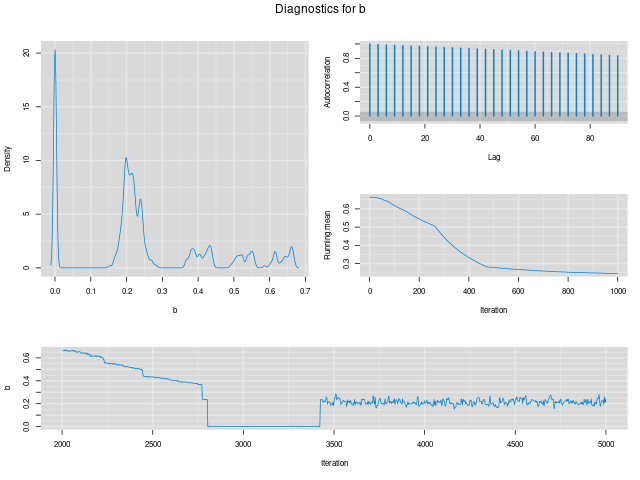 Diagnostics for b
Density
20
15
10
5
0
0.0 0.1 0.2 0.3 0.4 0.5 0.6 0.7
b
Autocorrelation
0.8
0.4
0.0
0 20 40 60 80
Lag
Running mean
0.6
0.5
0.4
0.3
0 200 400 600 800 1000
Iteration
b
0.6
0.4
0.2
0.0
2000 2500 3000 3500 4000 4500 5000
Iteration